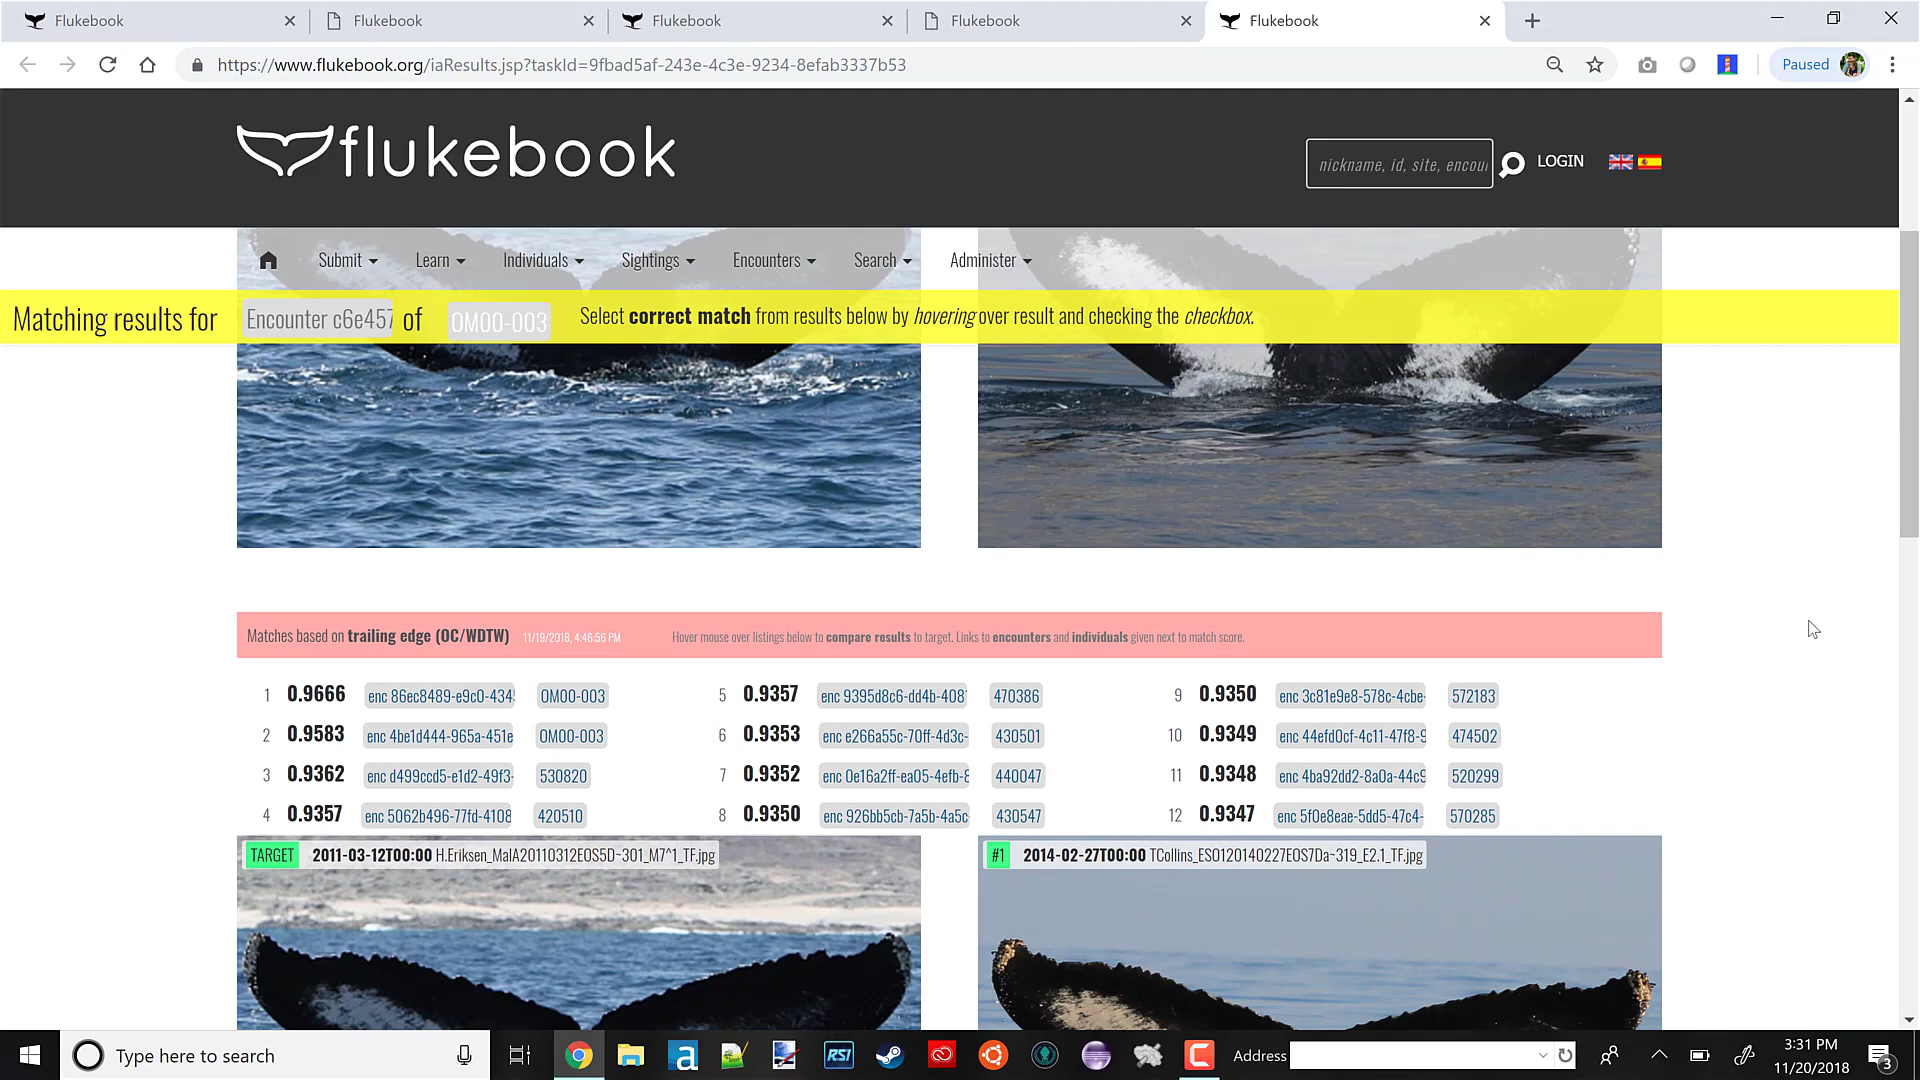 Flukebook
Flukebook
Flukebook
Flukebook
Flukebook
https://www.flukebook.org/iaResults.jsp?taskId=9fbad5af-243e-4c3e-9234-8efab3337b53
Paused
flukebook
nickname, id, site, encou
LOGIN
Submit Learn Individuals Sightings Encounters Search Administer
Matching results for Encounter c6e457 of OM00-003 Select correct match from results below by hovering over result and checking the checkbox.
Matches based on trailing edge (OC/WDTW) 11/19/2018, 4:46:56 PM Hover mouse over listings below to compare results to target. Links to encounters and individuals given next to match score.
1 0.9666 enc 86ec8489-e9c0-434 OM00-003
2 0.9583 enc 4be1d444-965a-451e OM00-003
3 0.9362 enc d499ccd5-e1d2-49f3- 530820
4 0.9357 enc 5062b496-77fd-4108 420510
5 0.9357 enc 9395d8c6-dd4b-408 470386
6 0.9353 enc e266a55c-70ff-4d3c- 430501
7 0.9352 enc 0e16a2ff-ea05-4efb-8 440047
8 0.9350 enc 926bb5cb-7a5b-4a5c 430547
9 0.9350 enc 3c81e9e8-578c-4cbe- 572183
10 0.9349 enc 44efd0cf-4c11-47f8-9 474502
11 0.9348 enc 4ba92dd2-8a0a-44c9 520299
12 0.9347 enc 5f0e8eae-5dd5-47c4- 570285
TARGET 2011-03-12T00:00 H.Eriksen_MalA20110312EOS5D~301_M7^1_TF.jpg
#1 2014-02-27T00:00 TCollins_ESO120140227EOS7Da~319_E2.1_TF.jpg
Type here to search
a
RSI
Address
3:31 PM
11/20/2018
3